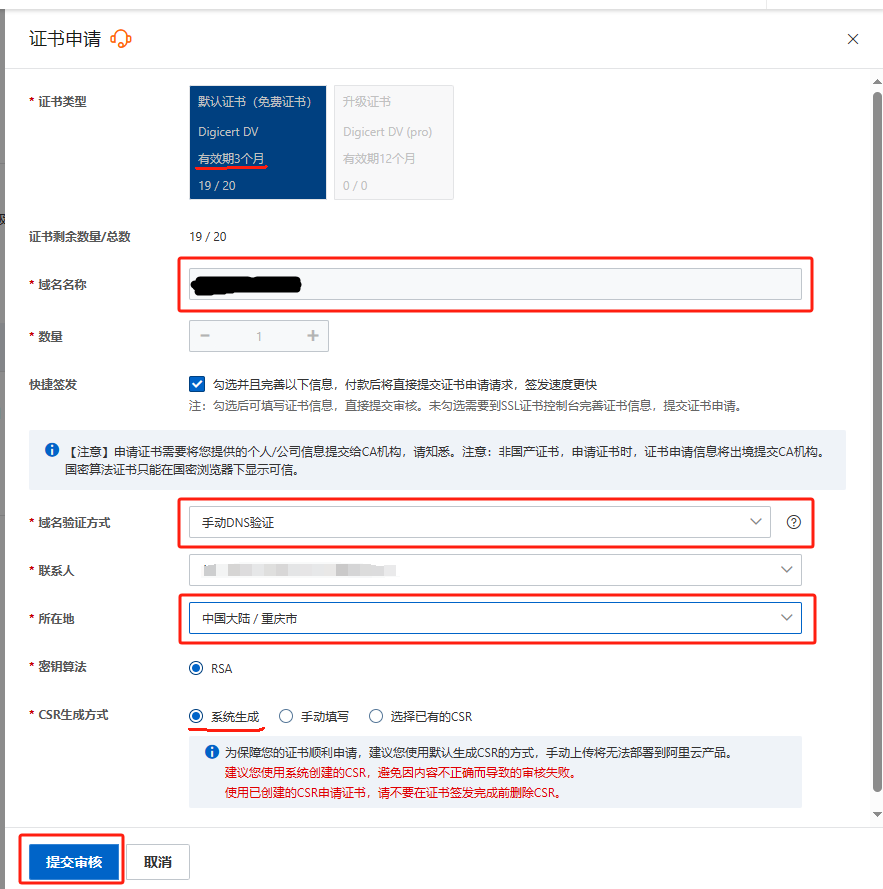 证书申请
* 证书类型
默认证书（免费证书）
Digicert DV
有效期3个月
19 / 20
升级证书
Digicert DV (pro)
有效期12个月
0 / 0
证书剩余数量/总数
19 / 20
* 域名名称
* 数量
1
快捷签发
勾选并且完善以下信息，付款后将直接提交证书申请请求，签发速度更快
注：勾选后可填写证书信息，直接提交审核。未勾选需要到SSL证书控制台完善证书信息，提交证书申请。
【注意】申请证书需要将您提供的个人/公司信息提交给CA机构，请知悉。注意：非国产证书，申请证书时，证书申请信息将出境提交CA机构。
国密算法证书只能在国密浏览器下显示可信。
* 域名验证方式
手动DNS验证
* 联系人
* 所在地
中国大陆 / 重庆市
* 密钥算法
RSA
* CSR生成方式
系统生成
手动填写
选择已有的CSR
为保障您的证书顺利申请，建议您使用默认生成CSR的方式，手动上传将无法部署到阿里云产品。
建议您使用系统创建的CSR，避免因内容不正确而导致的审核失败。
使用已创建的CSR申请证书，请不要在证书签发完成前删除CSR。
提交审核
取消